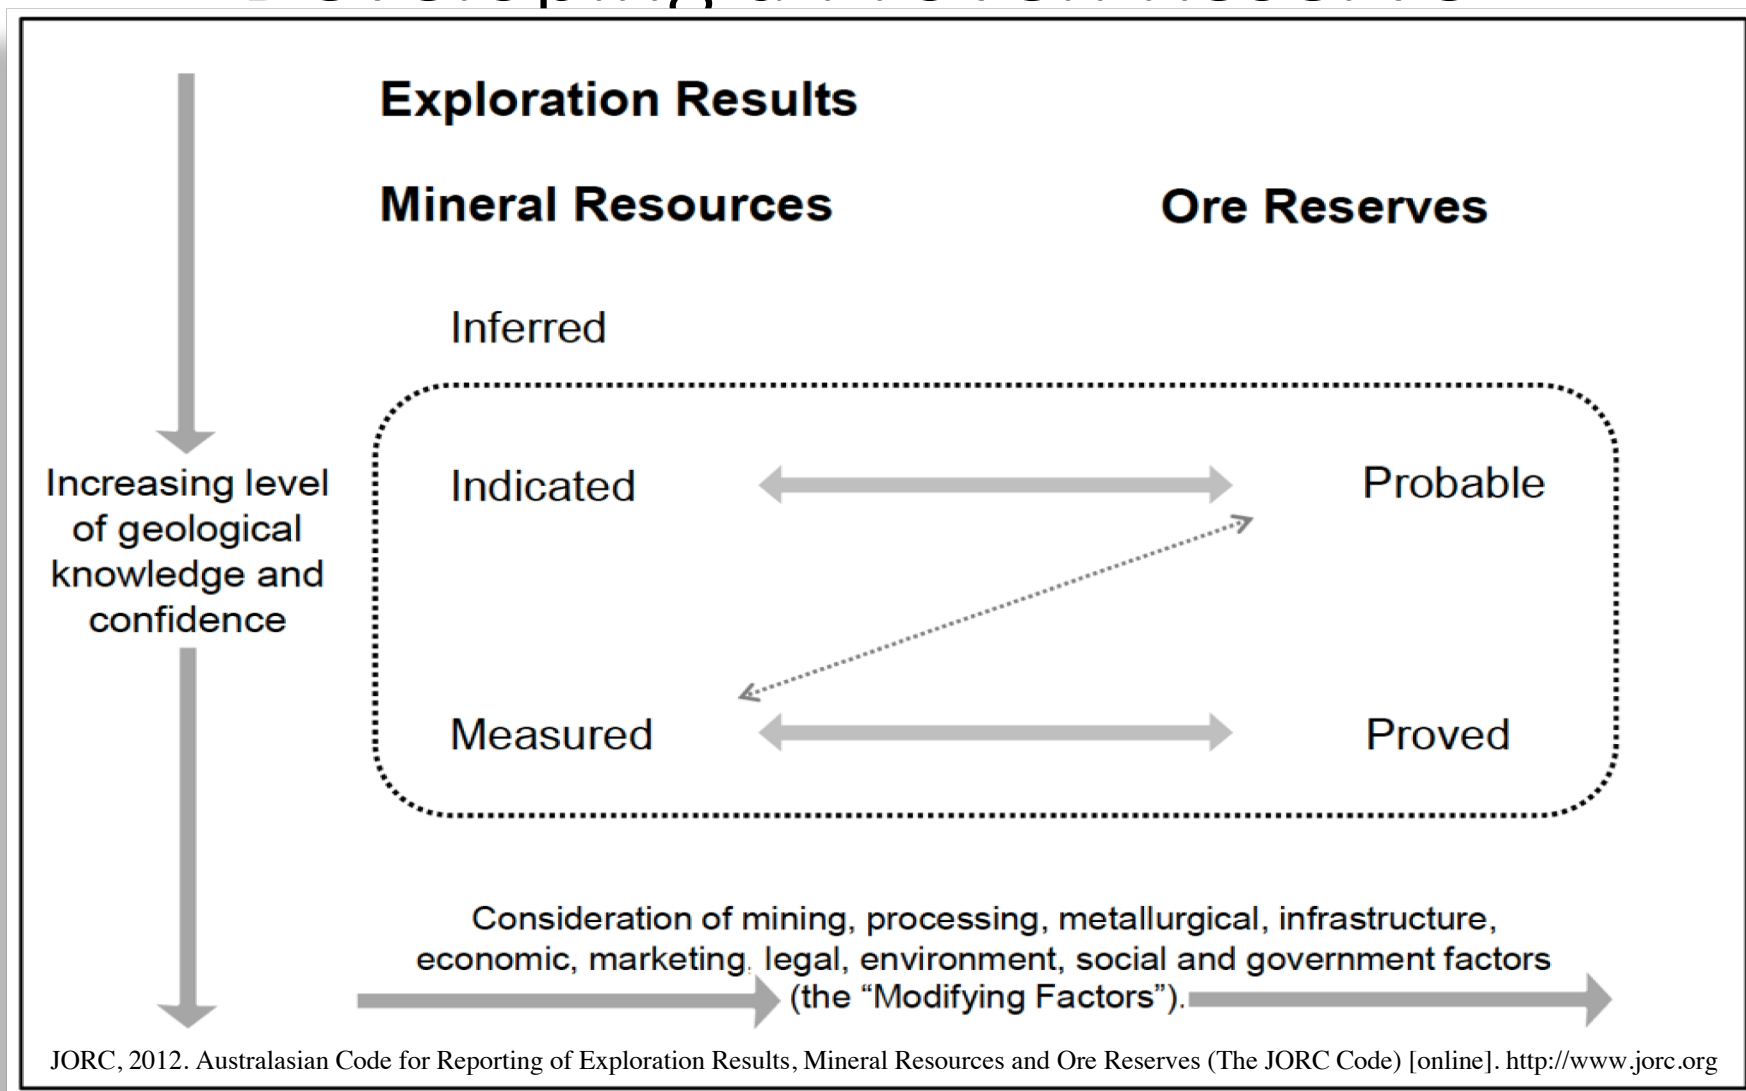 Exploration Results
Mineral Resources
Ore Reserves
Inferred
Indicated
Probable
Increasing level
of geological
knowledge and
confidence
Measured
Proved
Consideration of mining, processing, metallurgical, infrastructure,
economic, marketing, legal, environment, social and government factors
(the “Modifying Factors”).
JORC, 2012. Australasian Code for Reporting of Exploration Results, Mineral Resources and Ore Reserves (The JORC Code) [online]. http://www.jorc.org